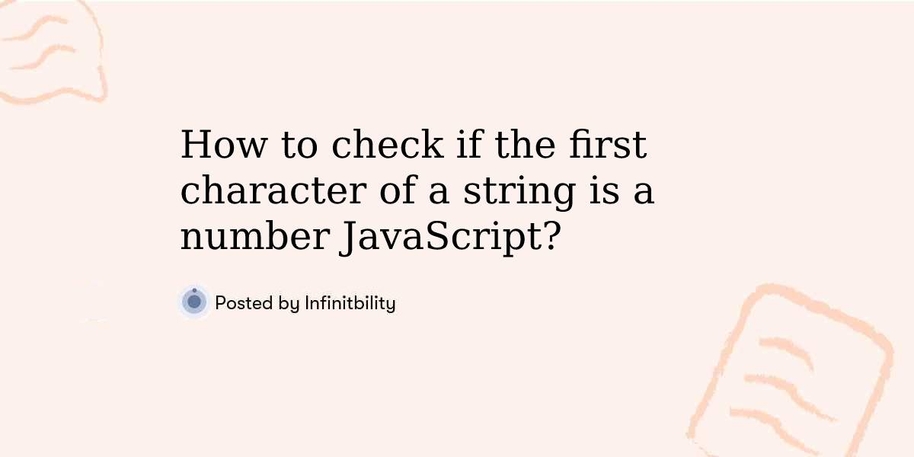 How to check if the first
character of a string is a
number JavaScript?
Posted by Infinitbility